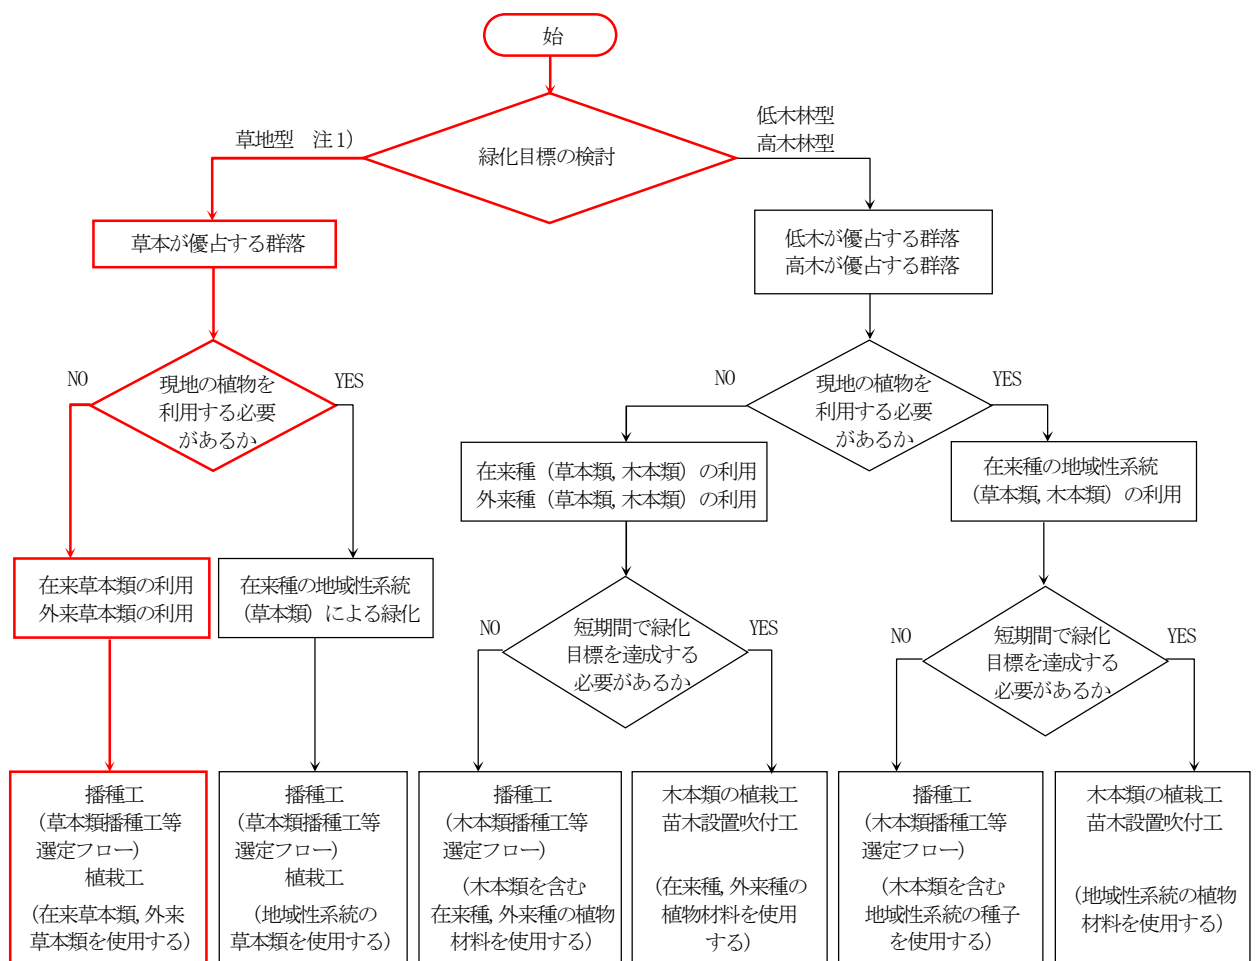 始
緑化目標の検討
草地型　注1)
低木林型
高木林型
草本が優占する群落
低木が優占する群落
高木が優占する群落
NO
現地の植物を
利用する必要
があるか
YES
NO
現地の植物を
利用する必要
があるか
YES
在来種（草本類,木本類）の利用
外来種（草本類,木本類）の利用
在来種の地域性系統
（草本類,木本類）の利用
在来草本類の利用
外来草本類の利用
在来種の地域性系統
（草本類）による緑化
NO
短期間で緑化
目標を達成する
必要があるか
YES
NO
短期間で緑化
目標を達成する
必要があるか
YES
播種工
（草本類播種工等
選定フロー）
植栽工
（在来草本類,外来
草本類を使用する）
播種工
（草本類播種工等
選定フロー）
植栽工
（地域性系統の
草本類を使用する）
播種工
（木本類播種工等
選定フロー）
（木本類を含む
在来種,外来種の植物
材料を使用する）
木本類の植栽工
苗木設置吹付工
（在来種,外来種の
植物材料を使用
する）
播種工
（木本類播種工等
選定フロー）
（木本類を含む
地域性系統の種子
を使用する）
木本類の植栽工
苗木設置吹付工
（地域性系統の植物
材料を使用する）